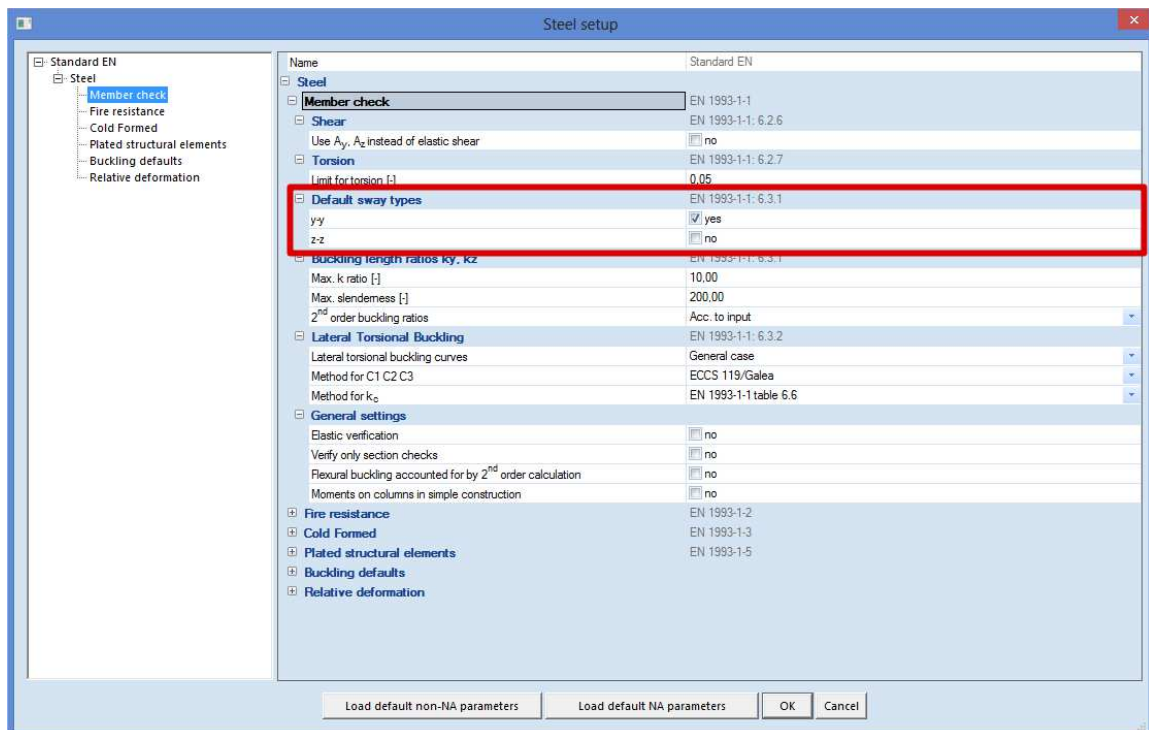 Steel setup
Standard EN
Steel
Member check
Fire resistance
Cold Formed
Plated structural elements
Buckling defaults
Relative deformation
Name Standard EN
Steel
Member check EN 1993-1-1
Shear EN 1993-1-1: 6.2.6
Use Ay, Az instead of elastic shear no
Torsion EN 1993-1-1: 6.2.7
Limit for torsion [-] 0,05
Default sway types EN 1993-1-1: 6.3.1
y-y yes
z-z no
Buckling length ratios ky, kz EN 1993-1-1: 6.3.1
Max. k ratio [-] 10,00
Max. slenderness [-] 200,00
2nd order buckling ratios Acc. to input
Lateral Torsional Buckling EN 1993-1-1: 6.3.2
Lateral torsional buckling curves General case
Method for C1 C2 C3 ECCS 119/Galea
Method for kc EN 1993-1-1 table 6.6
General settings
Elastic verification no
Verify only section checks no
Flexural buckling accounted for by 2nd order calculation no
Moments on columns in simple construction no
Fire resistance EN 1993-1-2
Cold Formed EN 1993-1-3
Plated structural elements EN 1993-1-5
Buckling defaults
Relative deformation
Load default non-NA parameters Load default NA parameters OK Cancel